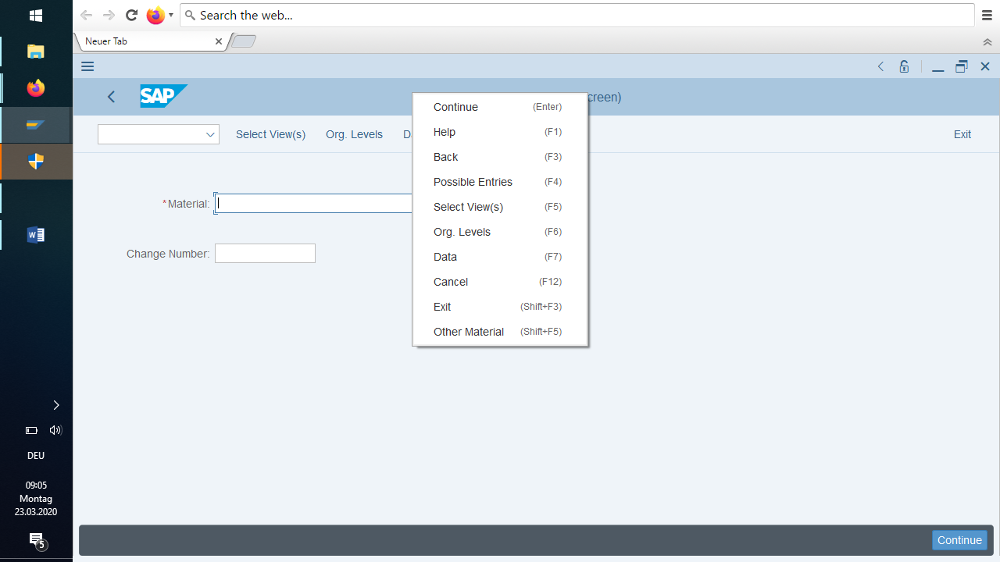 Search the web...
Neuer Tab
SAP
creen)
Select View(s)
Org. Levels
D
Exit
*Material:
Change Number:
Continue (Enter)
Help (F1)
Back (F3)
Possible Entries (F4)
Select View(s) (F5)
Org. Levels (F6)
Data (F7)
Cancel (F12)
Exit (Shift+F3)
Other Material (Shift+F5)
Continue
DEU
09:05
Montag
23.03.2020
5